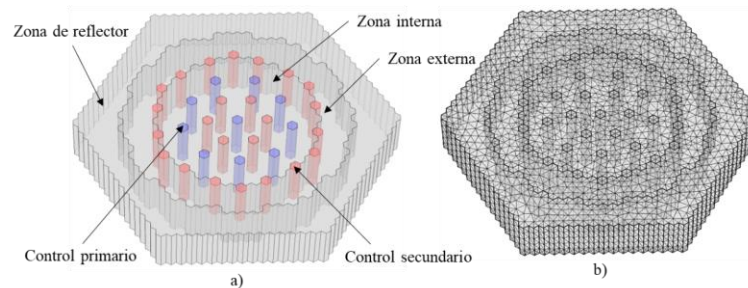 Zona de reflector
Zona interna
Zona externa
Control primario
Control secundario
a)
b)